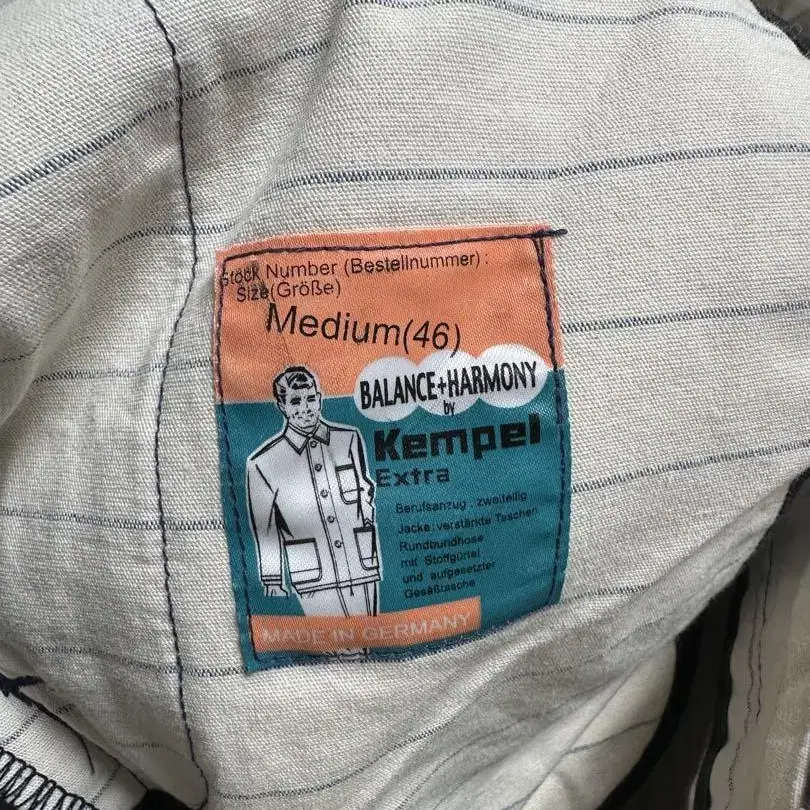 Stock Number (Bestellnummer) :
Size(Größe)
Medium(46)
BALANCE+HARMONY
by
Kempel
Extra
Berufsanzug . zweiteilig
Jacke: verstärkte Taschen
Rundbundhose
mit Stoffgürtel
und aufgesetzter
Gesäßtasche
MADE IN GERMANY